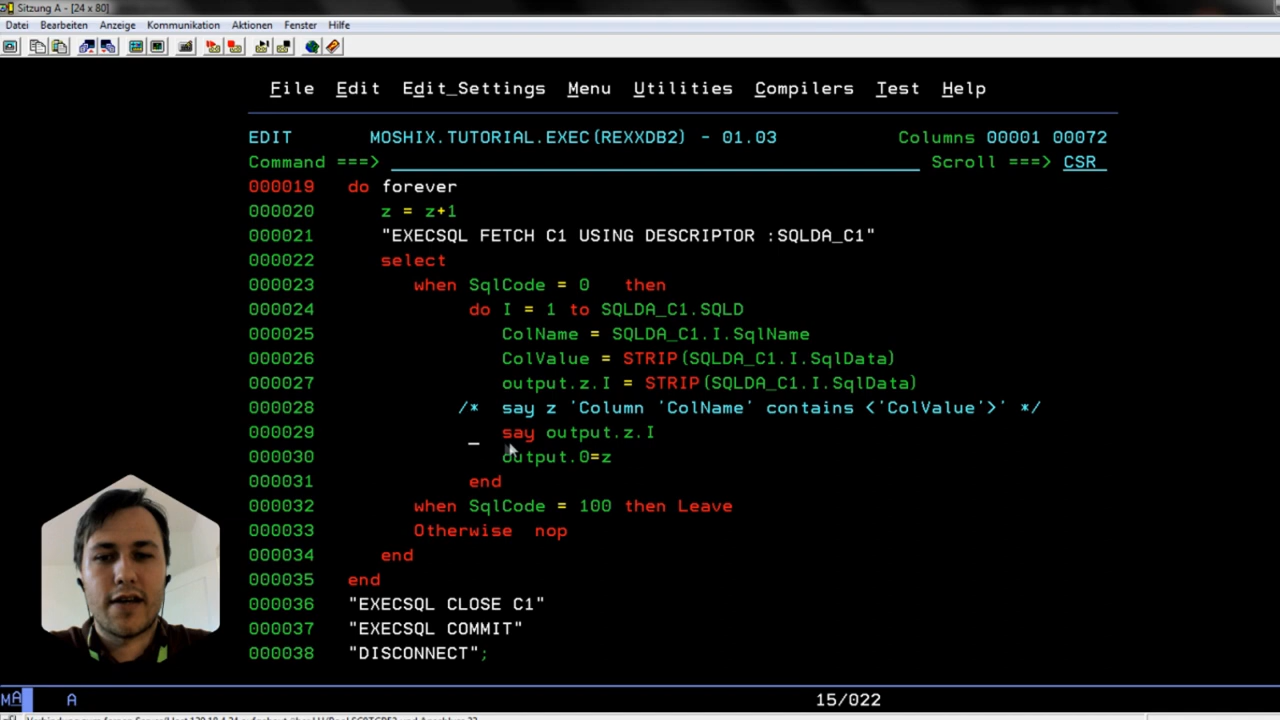 Sitzung A - [24 x 80]
Datei Bearbeiten Anzeige Kommunikation Aktionen Fenster Hilfe
File Edit Edit_Settings Menu Utilities Compilers Test Help
EDIT MOSHIX.TUTORIAL.EXEC(REXXDB2) - 01.03 Columns 00001 00072
Command ===> Scroll ===> CSR
000019 do forever
000020 z = z+1
000021 "EXECSQL FETCH C1 USING DESCRIPTOR :SQLDA_C1"
000022 select
000023 when SqlCode = 0 then
000024 do I = 1 to SQLDA_C1.SQLD
000025 ColName = SQLDA_C1.I.SqlName
000026 ColValue = STRIP(SQLDA_C1.I.SqlData)
000027 output.z.I = STRIP(SQLDA_C1.I.SqlData)
000028 /* say z 'Column 'ColName' contains <'ColValue'>' */
000029 _ say output.z.I
000030 output.0=z
000031 end
000032 when SqlCode = 100 then Leave
000033 Otherwise nop
000034 end
000035 end
000036 "EXECSQL CLOSE C1"
000037 "EXECSQL COMMIT"
000038 "DISCONNECT";
MA A 15/022